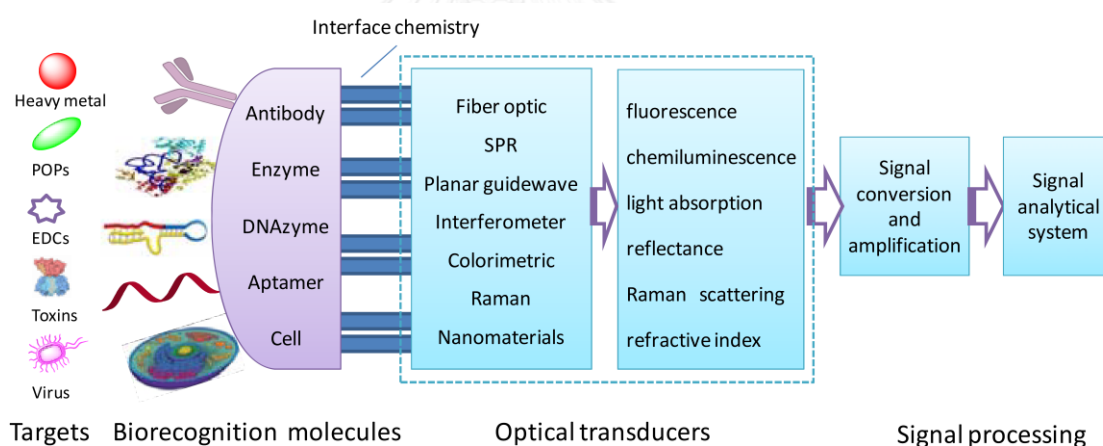 Interface chemistry
Heavy metal
POPs
EDCs
Toxins
Virus
Antibody
Enzyme
DNAzyme
Aptamer
Cell
Fiber optic
SPR
Planar guidewave
Interferometer
Colorimetric
Raman
Nanomaterials
fluorescence
chemiluminescence
light absorption
reflectance
Raman scattering
refractive index
Signal
conversion
and
amplification
Signal
analytical
system
Targets
Biorecognition molecules
Optical transducers
Signal processing